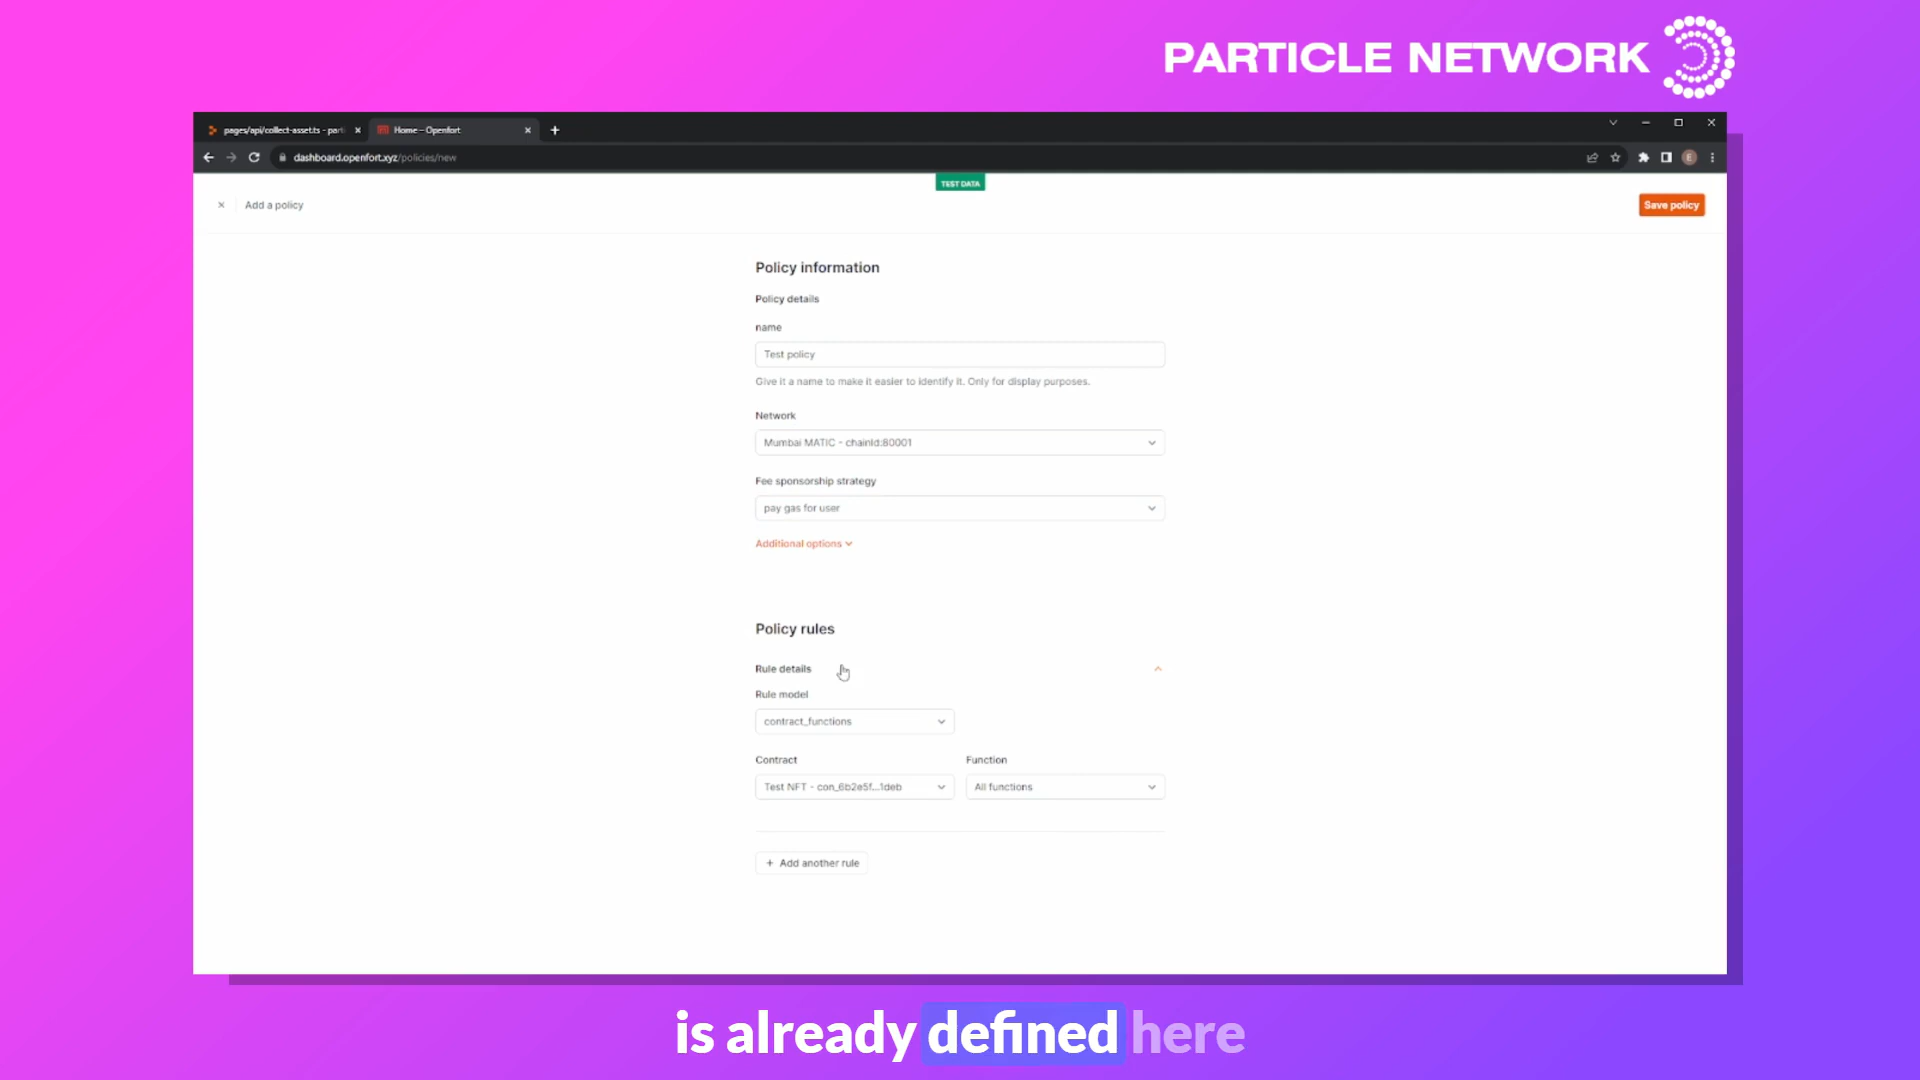 PARTICLE NETWORK
pages/api/collect-asset.ts - parti
Home – Openfort
dashboard.openfort.xyz/policies/new
E
TEST DATA
Add a policy
Save policy
Policy information
Policy details
name
Test policy
Give it a name to make it easier to identify it. Only for display purposes.
Network
Mumbai MATIC - chainId:80001
Fee sponsorship strategy
pay gas for user
Additional options
Policy rules
Rule details
Rule model
contract_functions
Contract
Function
Test NFT - con_6b2e5f...1deb
All functions
+ Add another rule
is already defined here